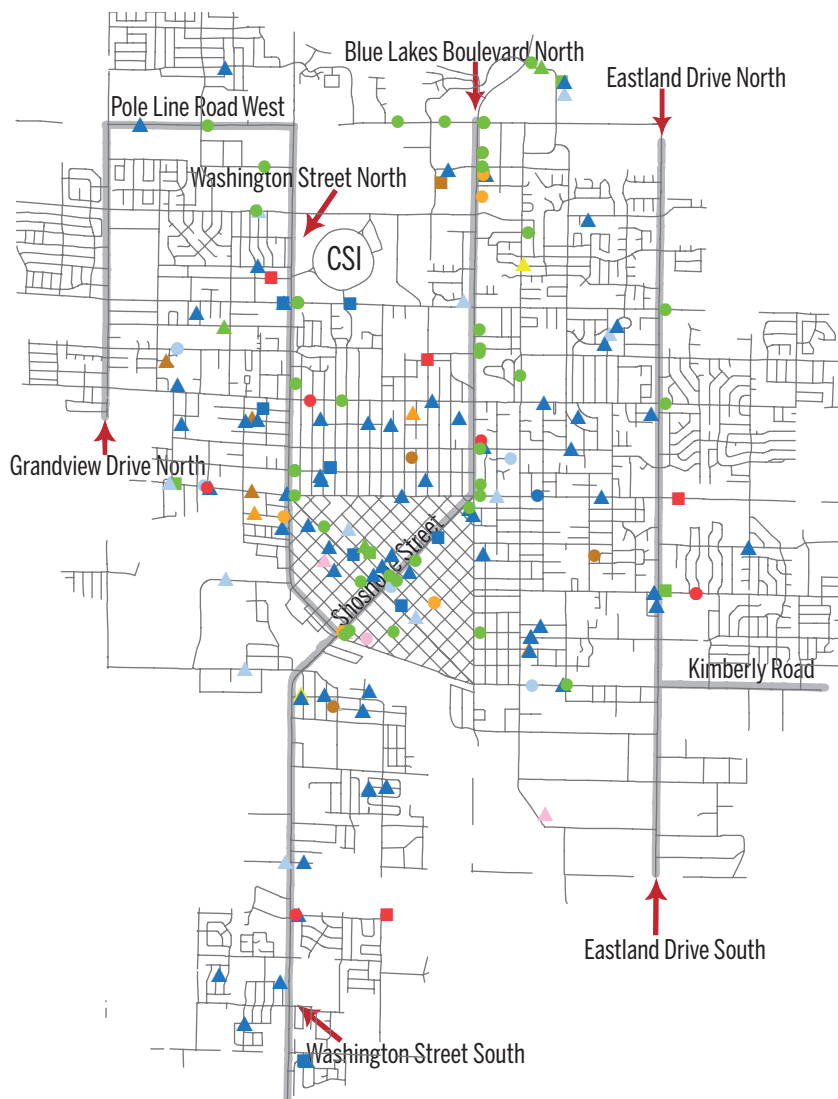 Blue Lakes Boulevard North
Eastland Drive North
Pole Line Road West
Washington Street North
CSI
Grandview Drive North
Shoshone Street
Kimberly Road
Eastland Drive South
Washington Street South